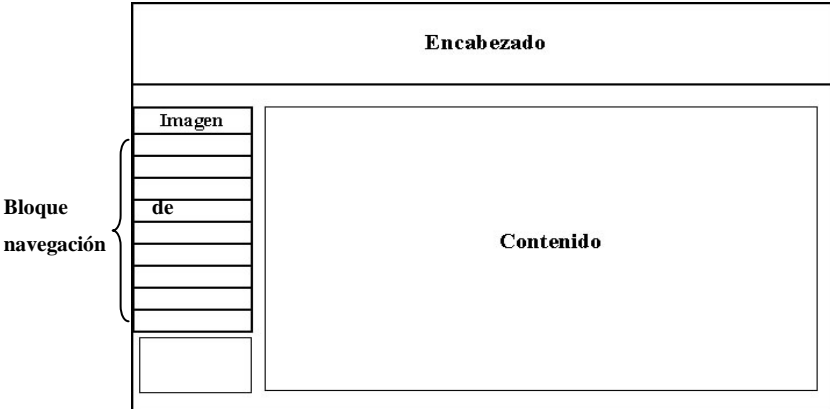 Encabezado
Imagen
Bloque de
navegación
Contenido